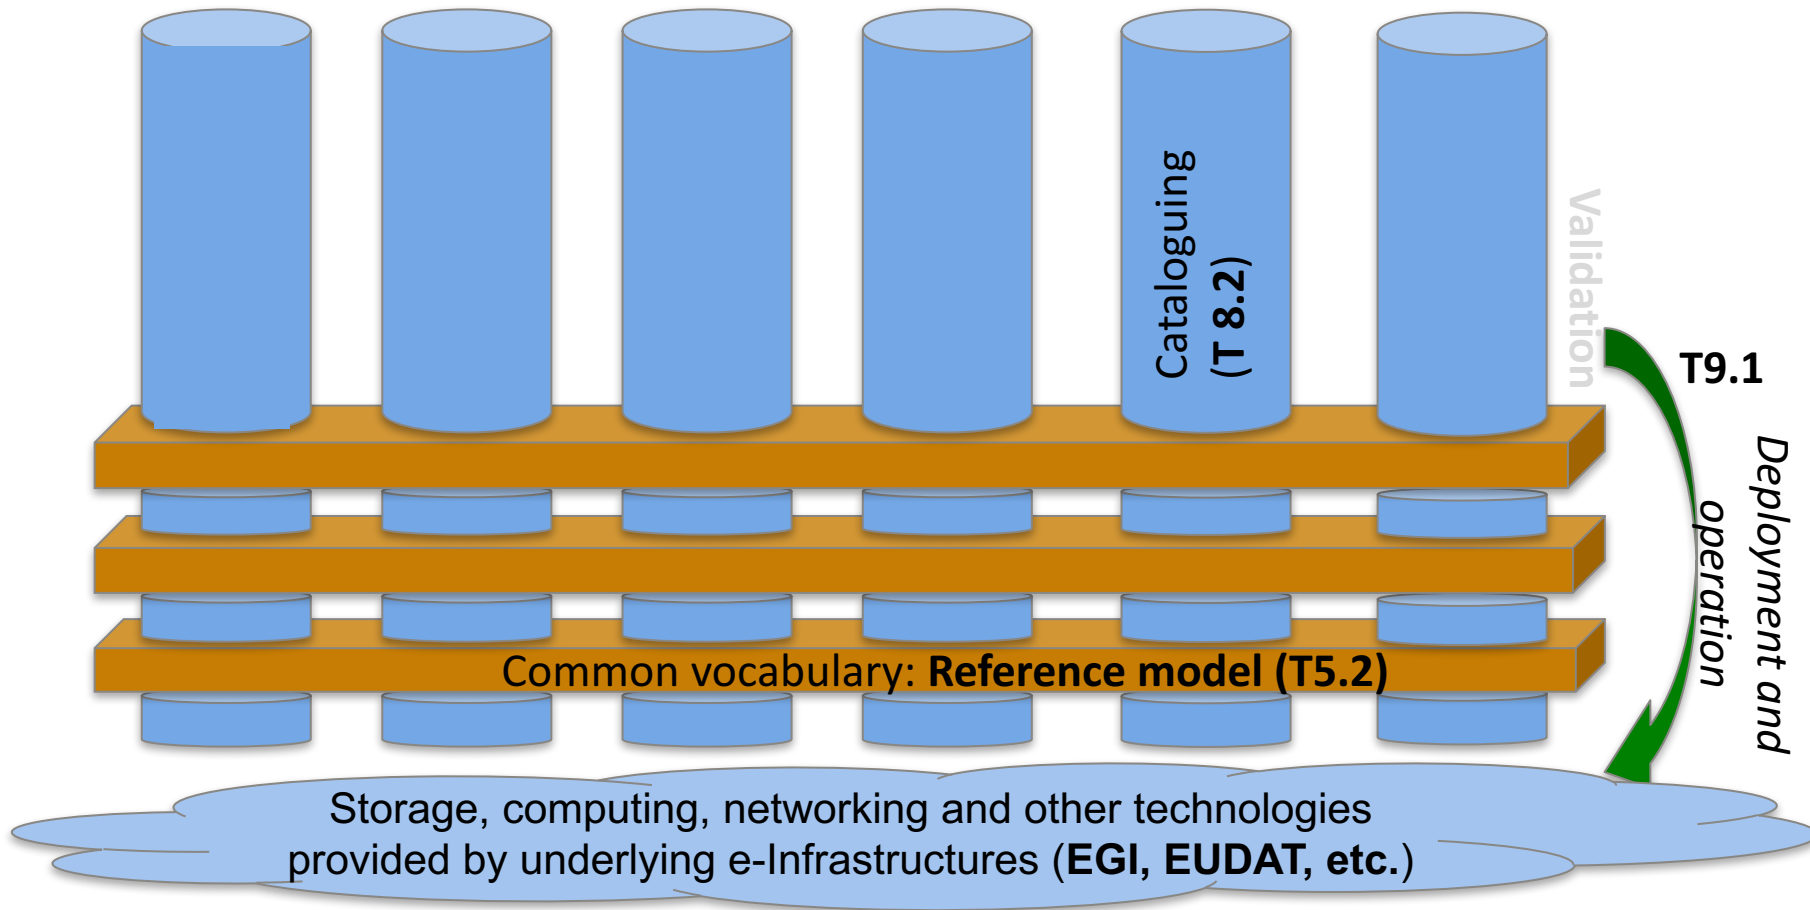 Cataloguing
(T 8.2)
Validation
T9.1
Deployment and
operation
Common vocabulary: Reference model (T5.2)
Storage, computing, networking and other technologies
provided by underlying e-Infrastructures (EGI, EUDAT, etc.)